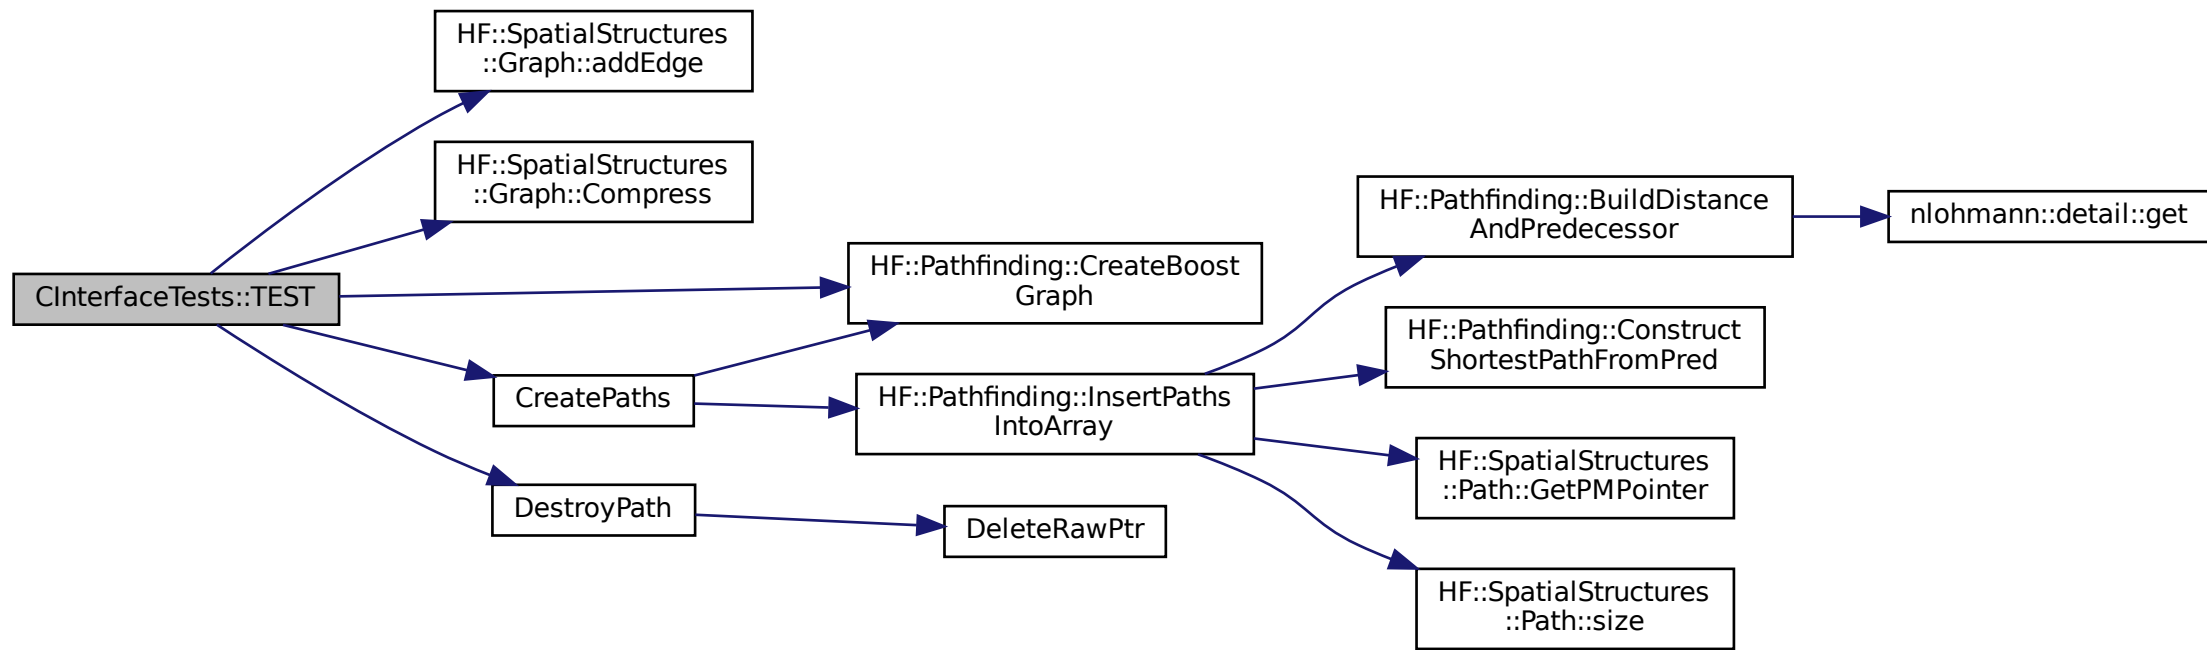 HF::SpatialStructures
::Graph::addEdge
HF::SpatialStructures
::Graph::Compress
CInterfaceTests::TEST
HF::Pathfinding::CreateBoost
Graph
CreatePaths
HF::Pathfinding::InsertPaths
IntoArray
DestroyPath
DeleteRawPtr
HF::Pathfinding::BuildDistance
AndPredecessor
nlohmann::detail::get
HF::Pathfinding::Construct
ShortestPathFromPred
HF::SpatialStructures
::Path::GetPMPointer
HF::SpatialStructures
::Path::size